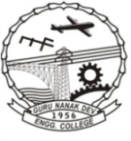 GURU NANAK DEV
1956
ENGG. COLLEGE